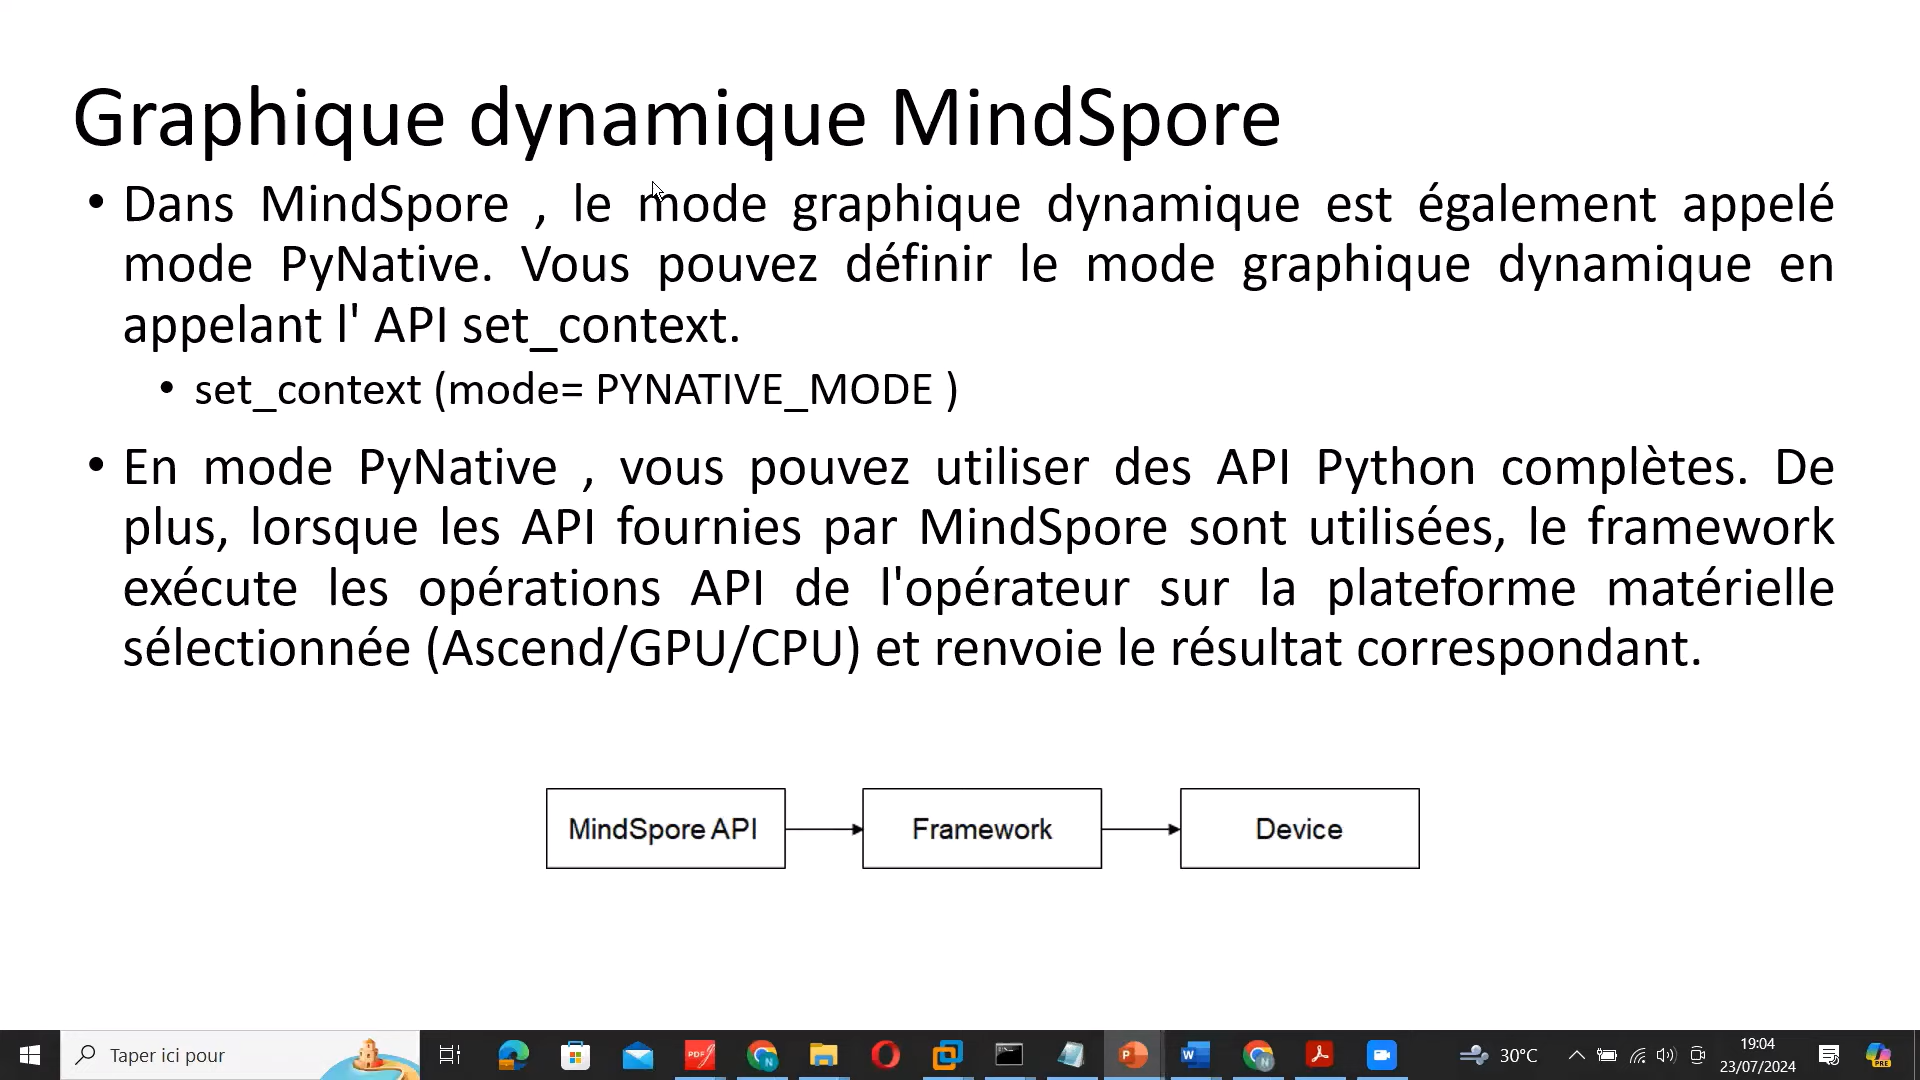 Graphique dynamique MindSpore
• Dans MindSpore , le mode graphique dynamique est également appelé
mode PyNative. Vous pouvez définir le mode graphique dynamique en
appelant l' API set_context.
• set_context (mode= PYNATIVE_MODE )
• En mode PyNative , vous pouvez utiliser des API Python complètes. De
plus, lorsque les API fournies par MindSpore sont utilisées, le framework
exécute les opérations API de l'opérateur sur la plateforme matérielle
sélectionnée (Ascend/GPU/CPU) et renvoie le résultat correspondant.
MindSpore API
Framework
Device
Taper ici pour
30°C
19:04
23/07/2024